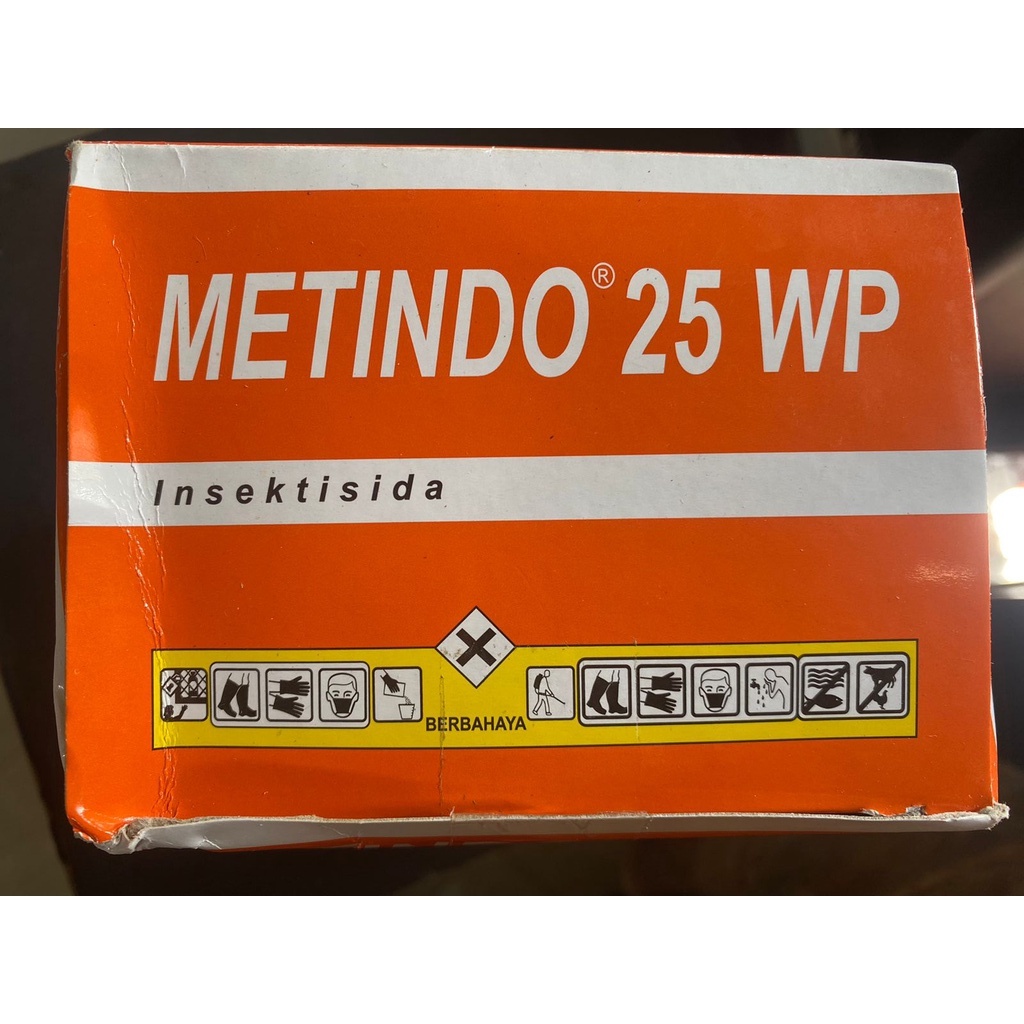 METINDO® 25 WP
Insektisida
BERBAHAYA